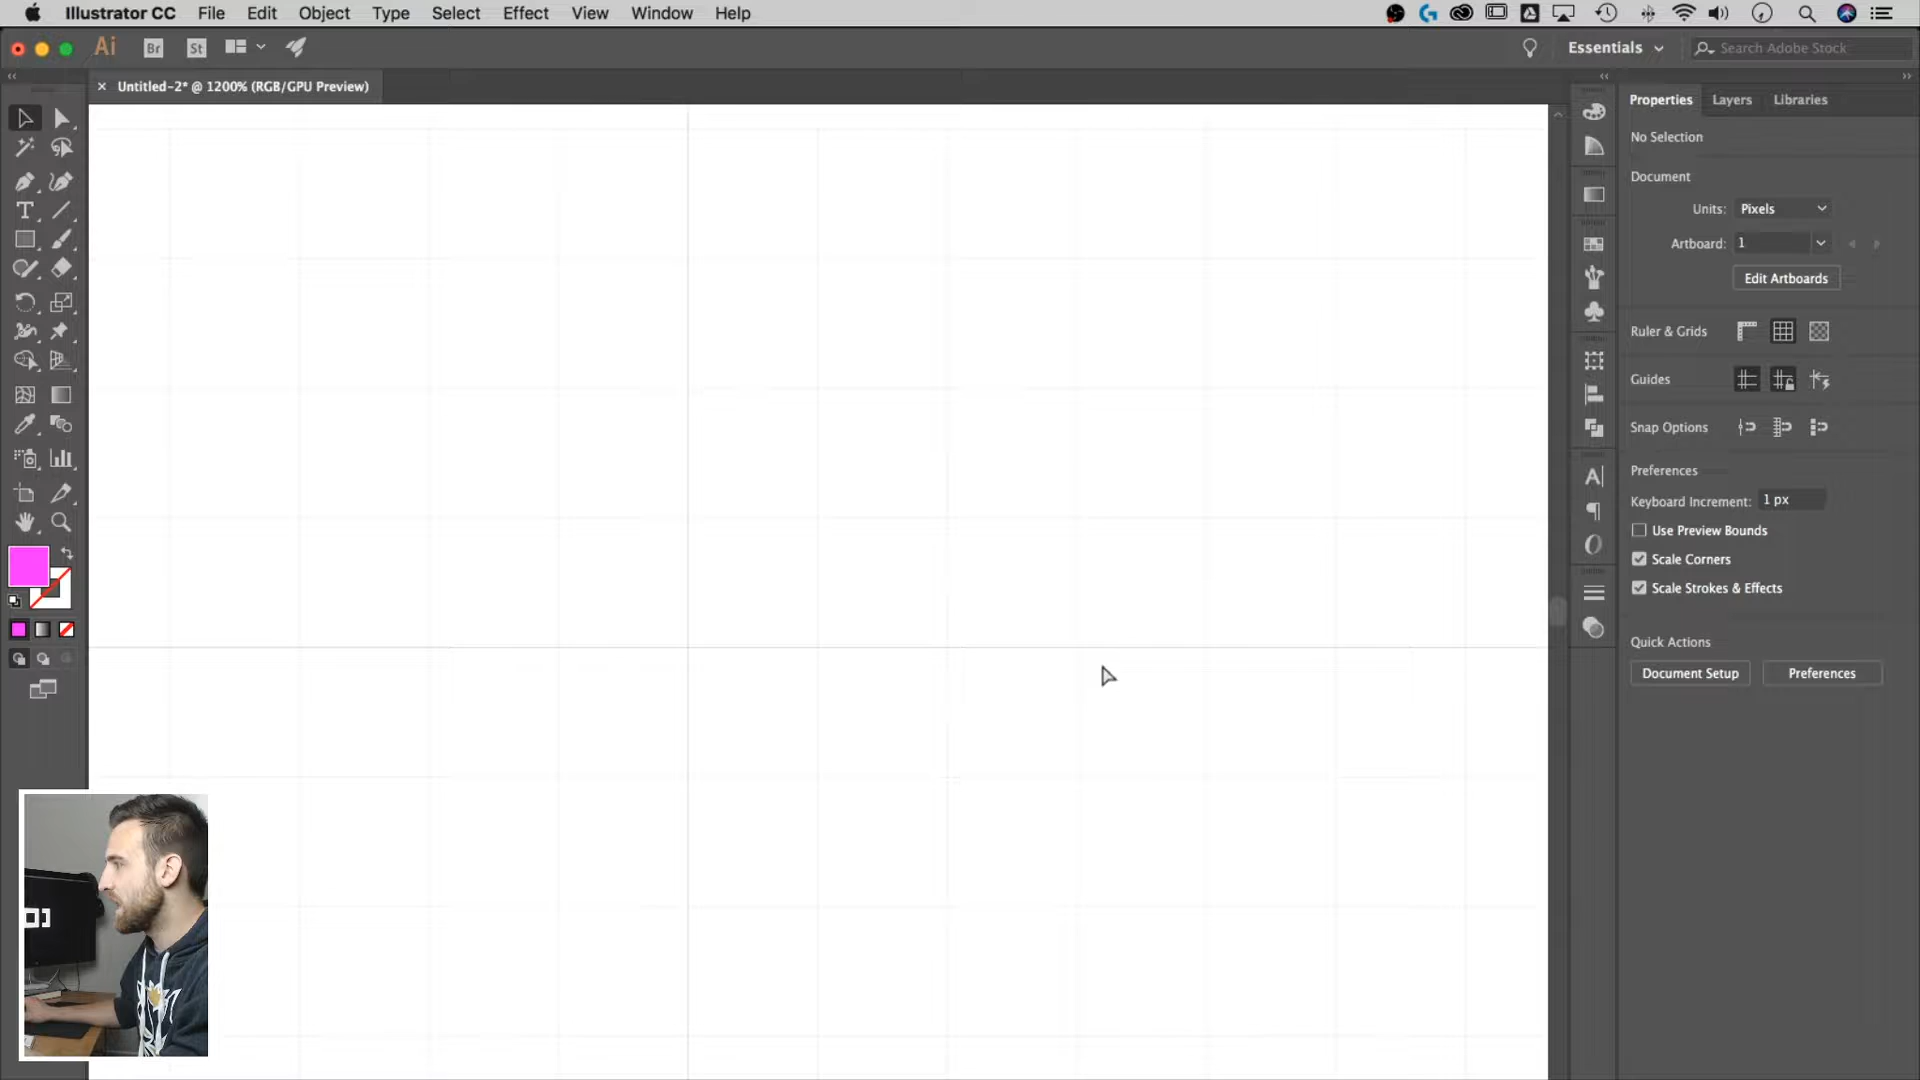 Illustrator CC File Edit Object Type Select Effect View Window Help
Ai Br St Essentials Search Adobe Stock
Untitled-2* @ 1200% (RGB/GPU Preview)
Properties Layers Libraries
No Selection
Document
Units: Pixels
Artboard: 1
Edit Artboards
Ruler & Grids
Guides
Snap Options
Preferences
Keyboard Increment: 1 px
Use Preview Bounds
Scale Corners
Scale Strokes & Effects
Quick Actions
Document Setup Preferences